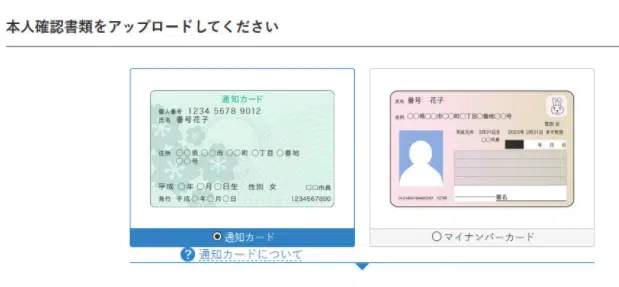 本人確認書類をアップロードしてください
通知カード
個人番号 1234 5678 9012
氏名 番号花子
住所 ○○県 ○○市 ○○町 ○丁目 ○番地
○○号
平成 ○年 ○月○日生 性別 女 □□市長
発行 平成○年○月○日 1234567890
氏名 番号 花子
住所 ○○県□□市○○町○丁目○番地○○号
性別 女
平成元年 3月31日生 2025年 3月31日 まで有効
□□市長
年 月 日
署名
通知カード
マイナンバーカード
? 通知カードについて